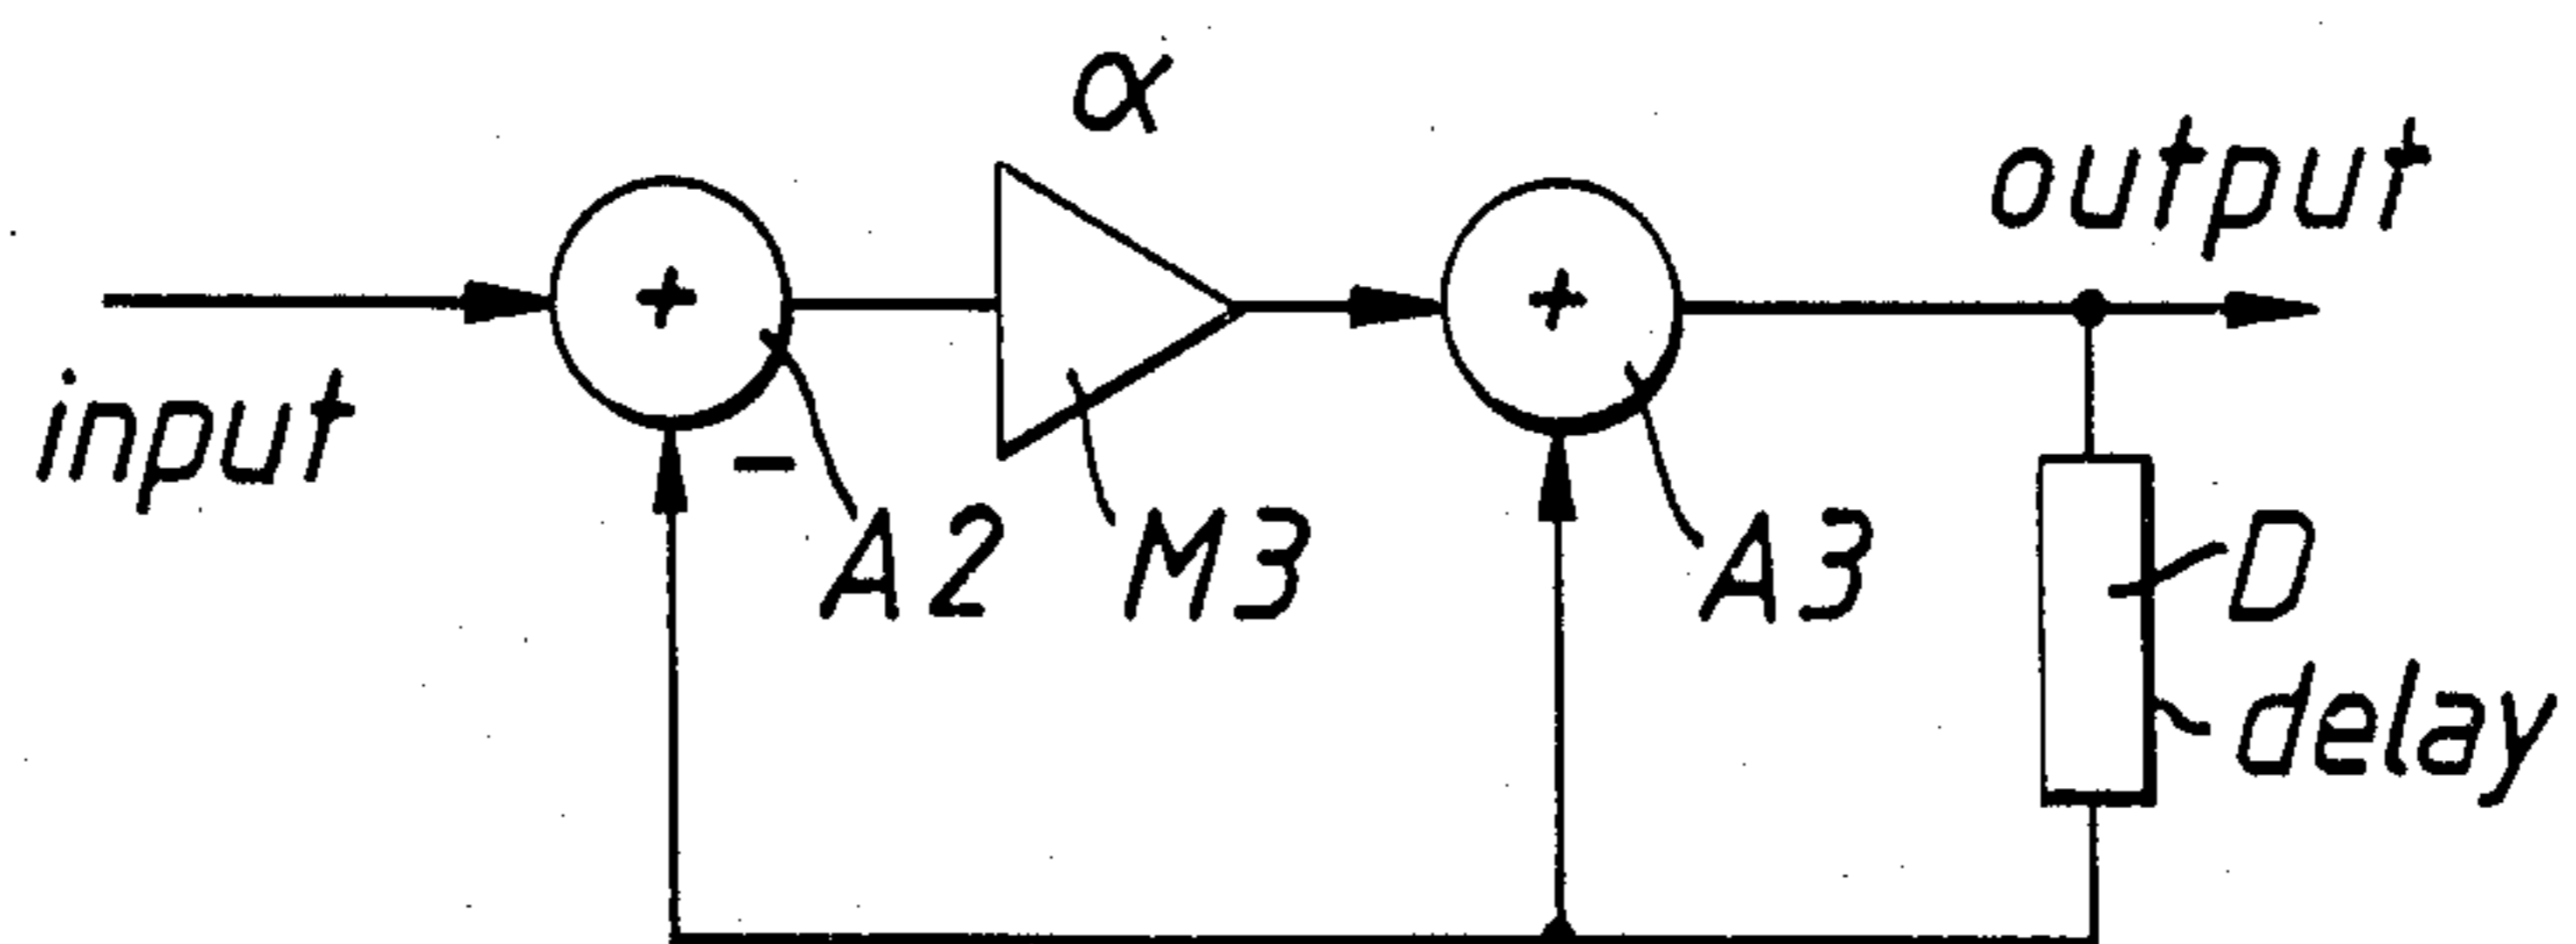 α
output
+
+
input
-
A2
M3
A3
D
delay